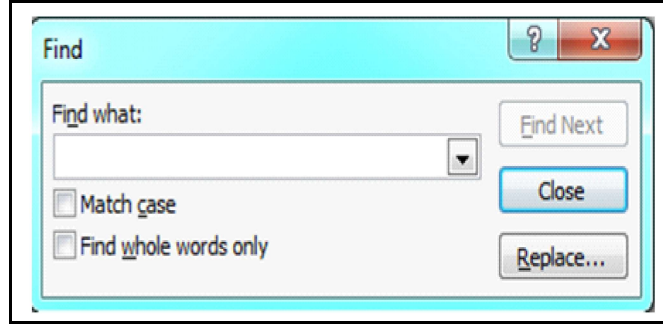 Find
?
X
Find what:
Find Next
Match case
Close
Find whole words only
Replace...